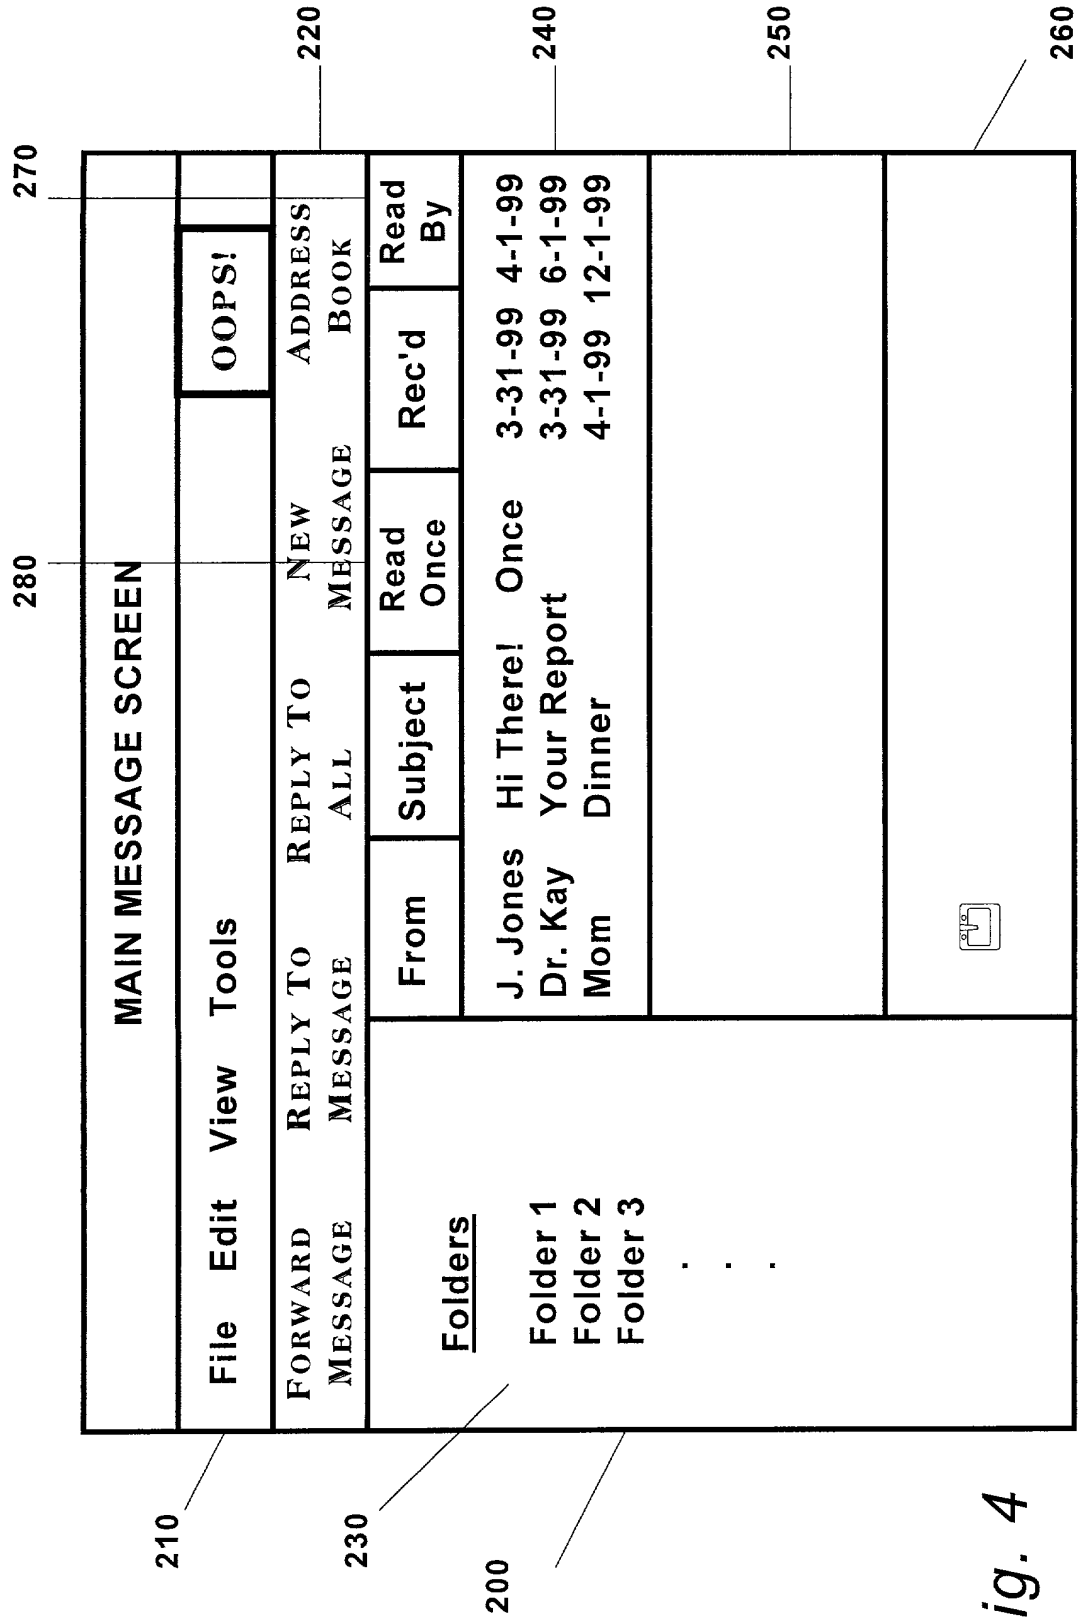 280
270
MAIN MESSAGE SCREEN
210
File Edit View Tools
OOPS!
FORWARD MESSAGE
REPLY TO MESSAGE
REPLY TO ALL
NEW MESSAGE
ADDRESS BOOK
220
230
Folders
Folder 1
Folder 2
Folder 3
.
.
.
From
Subject
Read Once
Rec'd
Read By
J. Jones Hi There! Once 3-31-99 4-1-99
Dr. Kay Your Report 3-31-99 6-1-99
Mom Dinner 4-1-99 12-1-99
240
250
200
260
ig. 4